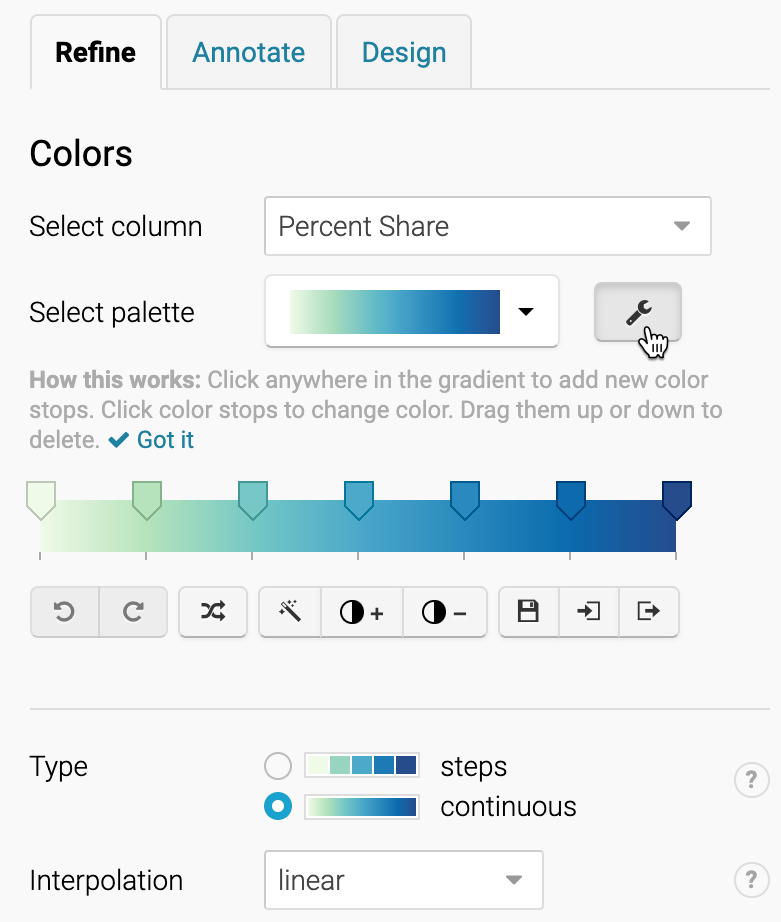 Refine Annotate Design
Colors
Select column Percent Share
Select palette
How this works: Click anywhere in the gradient to add new color
stops. Click color stops to change color. Drag them up or down to
delete. ✔ Got it
+ −
Type steps ?
continuous
Interpolation linear ?